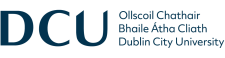 DCU
Ollscoil Chathair
Bhaile Átha Cliath
Dublin City University